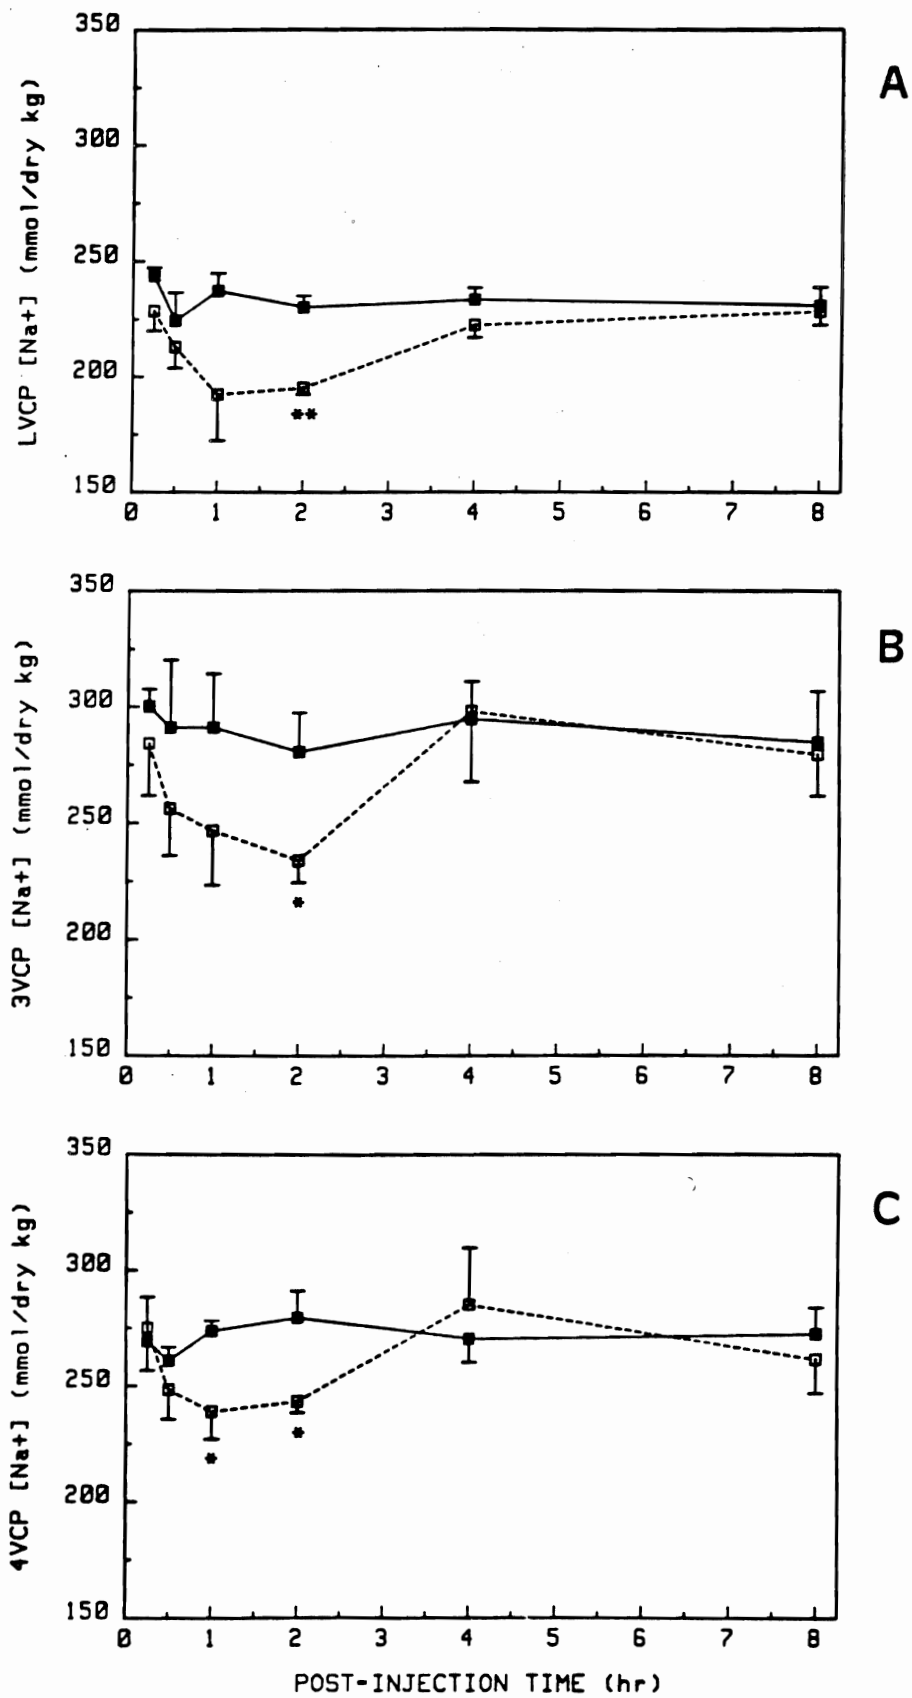 A
LVCP [Na+] (mmol/dry kg)
350
300
250
200
150
**
0 1 2 3 4 5 6 7 8
B
3VCP [Na+] (mmol/dry kg)
350
300
250
200
150
*
0 1 2 3 4 5 6 7 8
C
4VCP [Na+] (mmol/dry kg)
350
300
250
200
150
* *
0 1 2 3 4 5 6 7 8
POST-INJECTION TIME (hr)